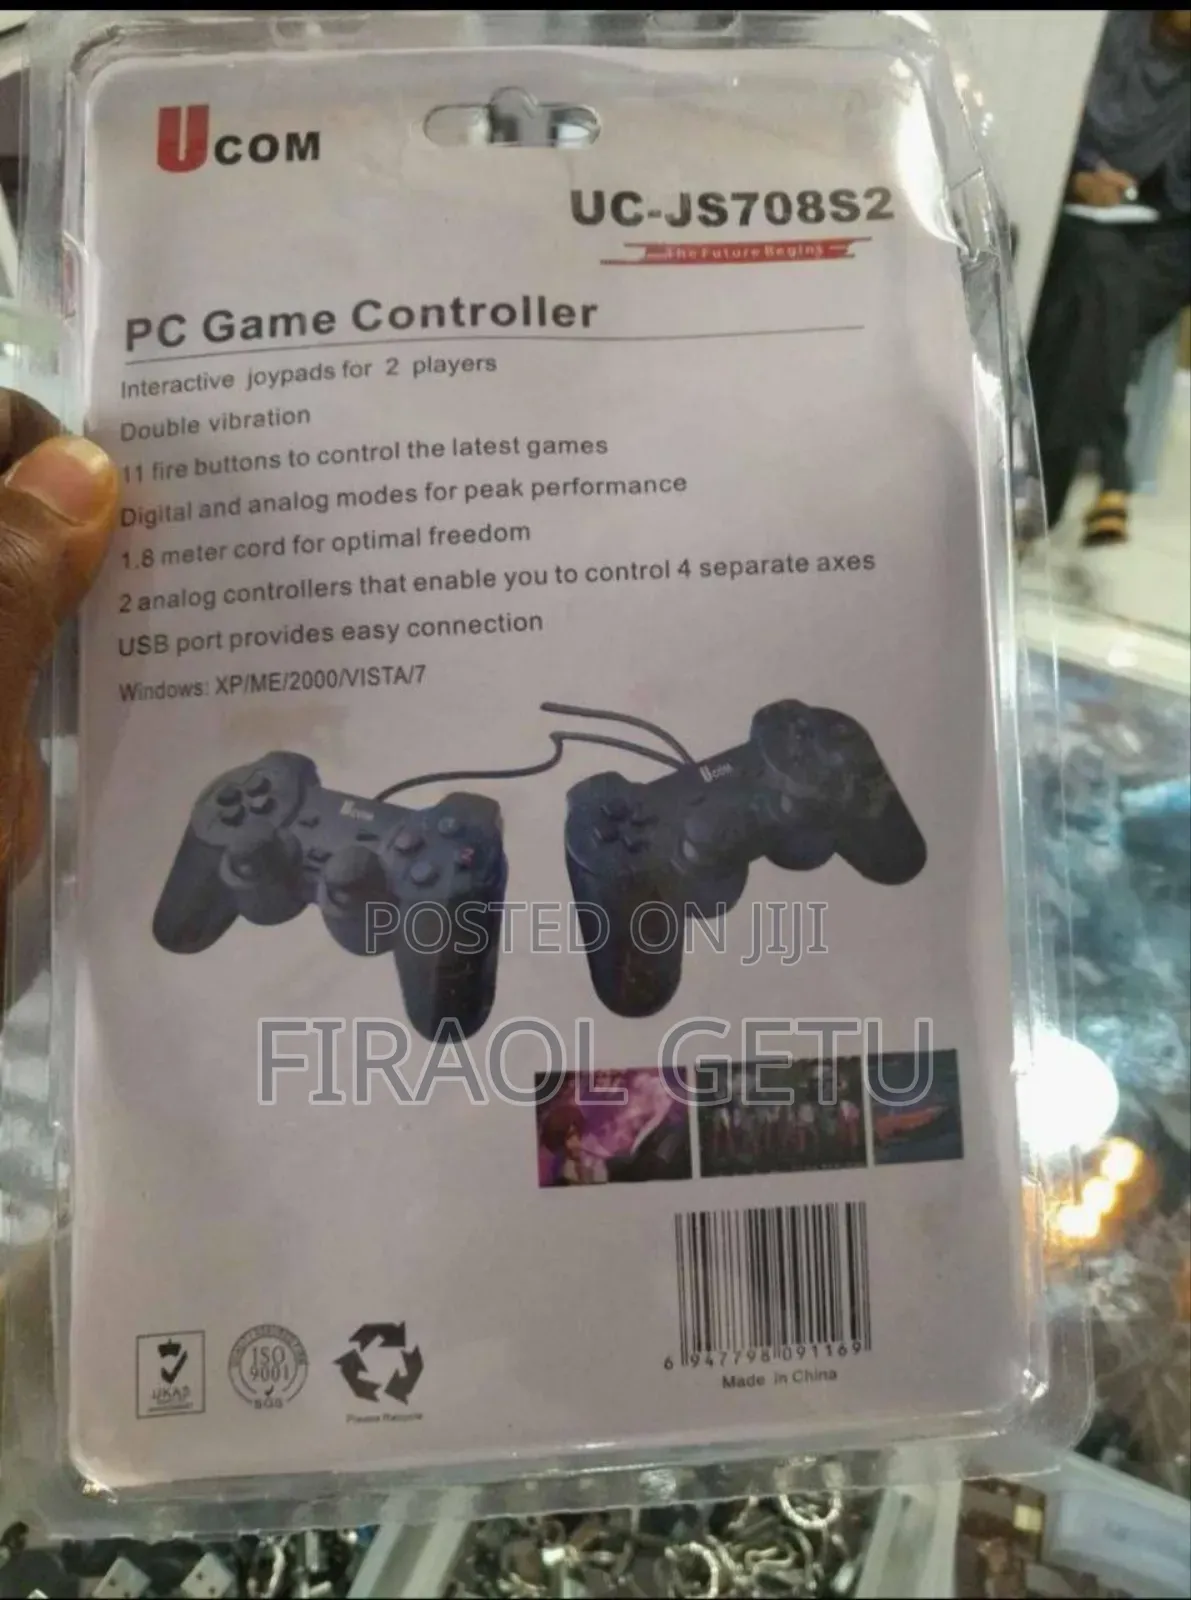 UCOM
UC-JS708S2
The Future Begins
PC Game Controller
Interactive joypads for 2 players
Double vibration
11 fire buttons to control the latest games
Digital and analog modes for peak performance
1.8 meter cord for optimal freedom
2 analog controllers that enable you to control 4 separate axes
USB port provides easy connection
Windows: XP/ME/2000/VISTA/7
UCOM
UCOM
POSTED ON JIJI
FIRAOL GETU
6 947798 091169
Made in China
UKAS
ISO
9001
SGS
Please Recycle